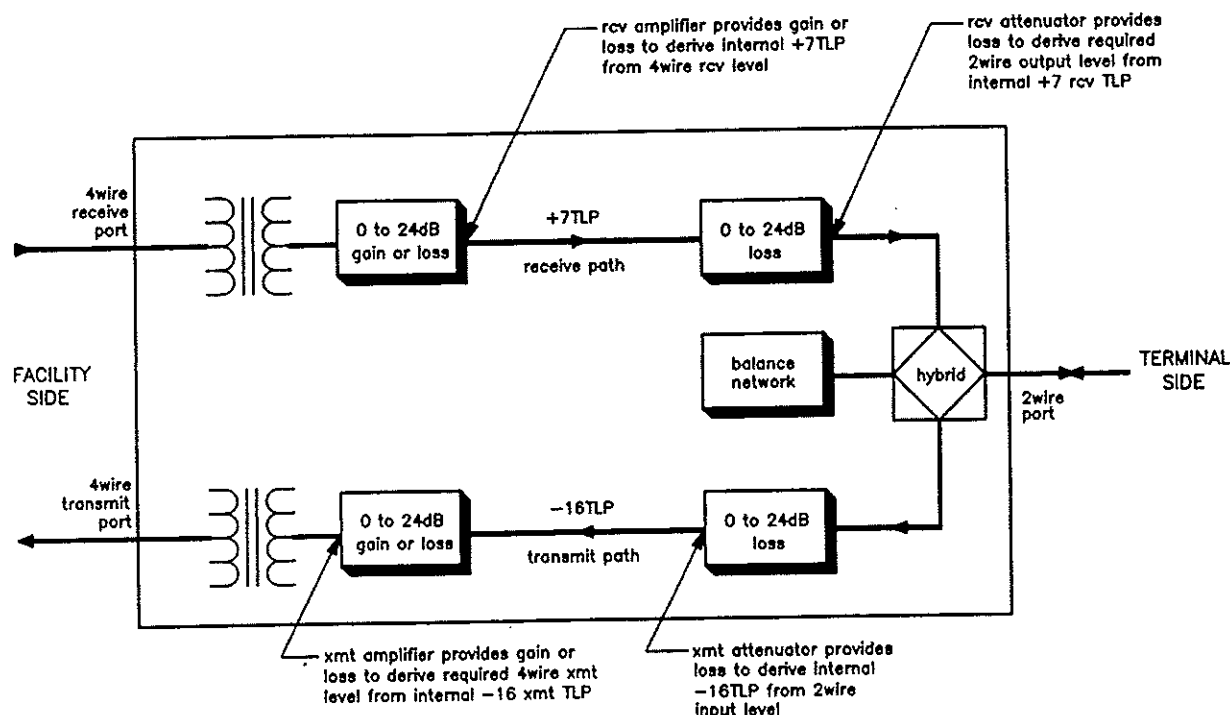 rcv amplifier provides gain or
loss to derive internal +7TLP
from 4wire rcv level
rcv attenuator provides
loss to derive required
2wire output level from
internal +7 rcv TLP
4wire
receive
port
0 to 24dB
gain or loss
+7TLP
receive path
0 to 24dB
loss
FACILITY
SIDE
balance
network
hybrid
2wire
port
TERMINAL
SIDE
4wire
transmit
port
0 to 24dB
gain or loss
-16TLP
transmit path
0 to 24dB
loss
xmt amplifier provides gain or
loss to derive required 4wire xmt
level from internal -16 xmt TLP
xmt attenuator provides
loss to derive internal
-16TLP from 2wire
input level